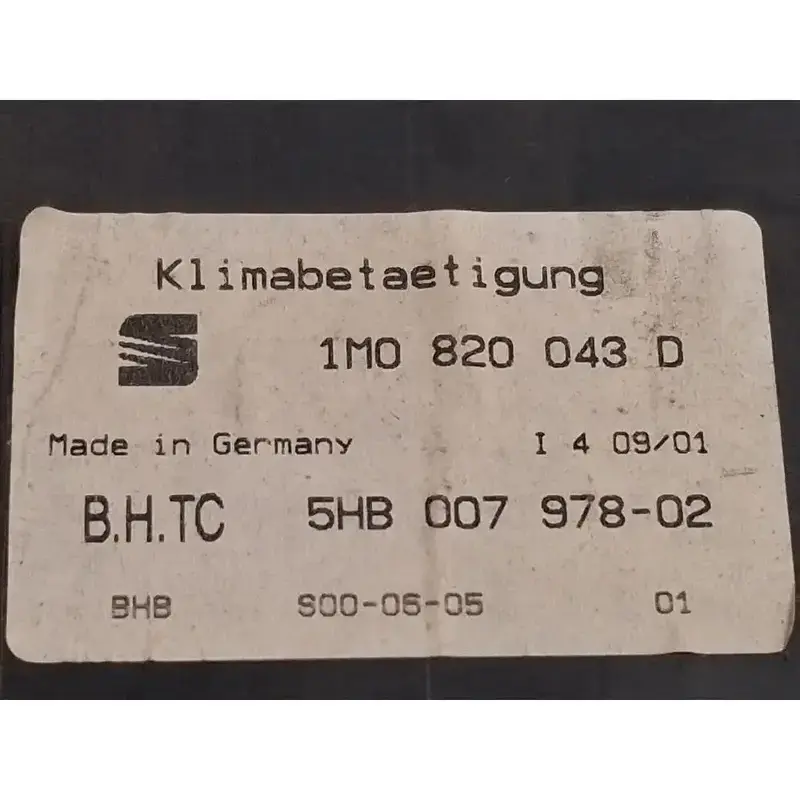 Klimabetaetigung
1M0 820 043 D
Made in Germany I 4 09/01
B.H.TC 5HB 007 978-02
BHB S00-06-05 01